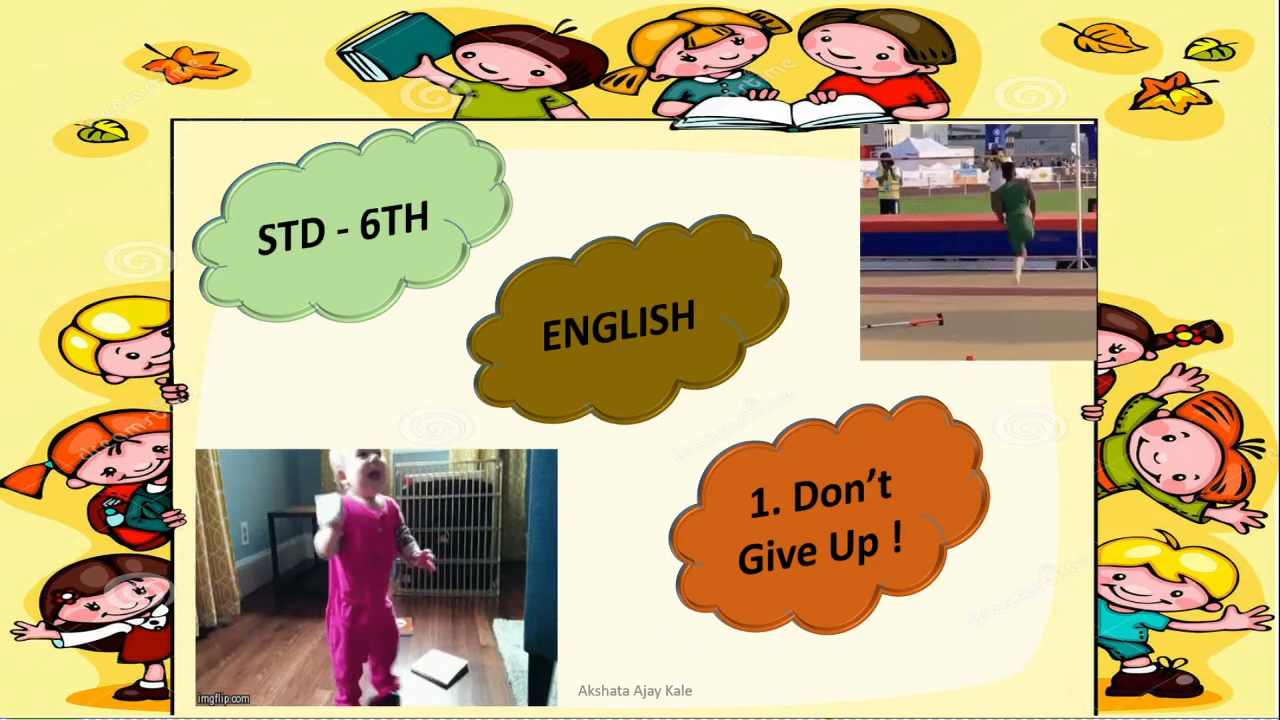 STD - 6TH
ENGLISH
1. Don’t
Give Up !
imgflip.com
Akshata Ajay Kale